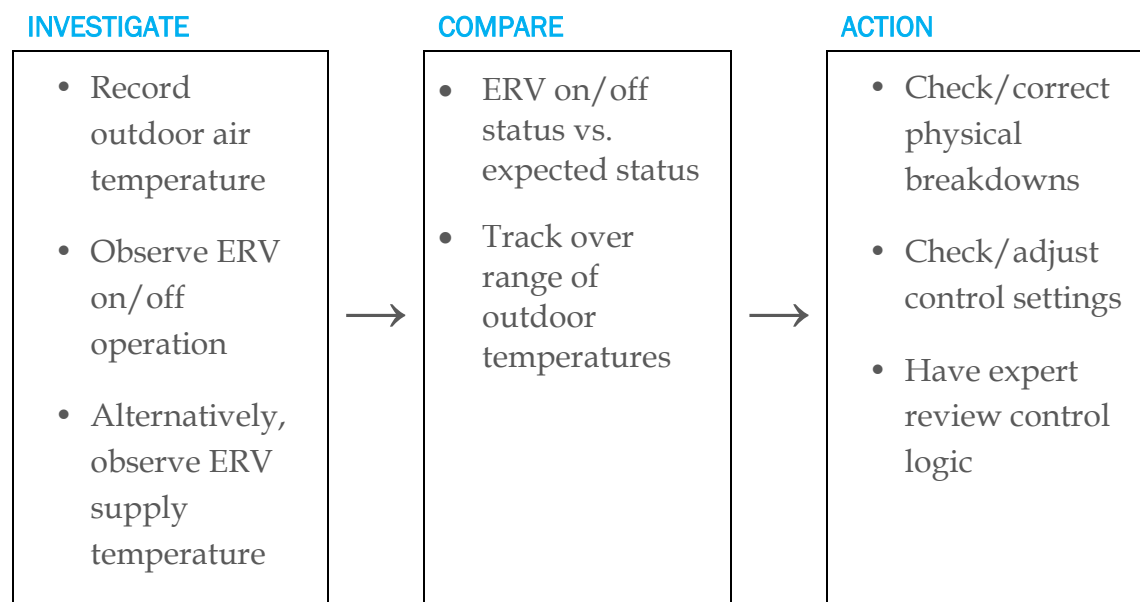 INVESTIGATE
• Record
outdoor air
temperature
• Observe ERV
on/off
operation
• Alternatively,
observe ERV
supply
temperature
→
COMPARE
• ERV on/off
status vs.
expected status
• Track over
range of
outdoor
temperatures
→
ACTION
• Check/correct
physical
breakdowns
• Check/adjust
control settings
• Have expert
review control
logic